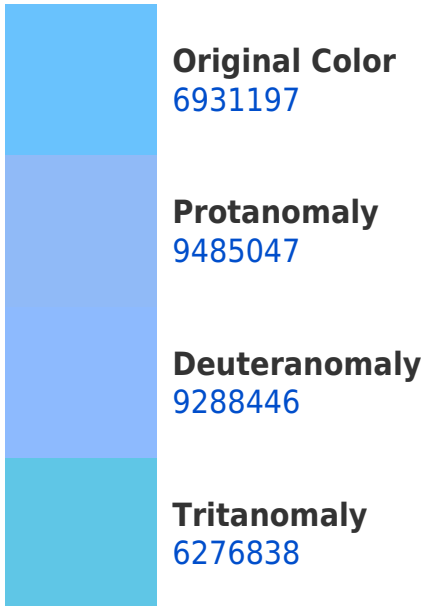 Original Color
6931197
Protanomaly
9485047
Deuteranomaly
9288446
Tritanomaly
6276838